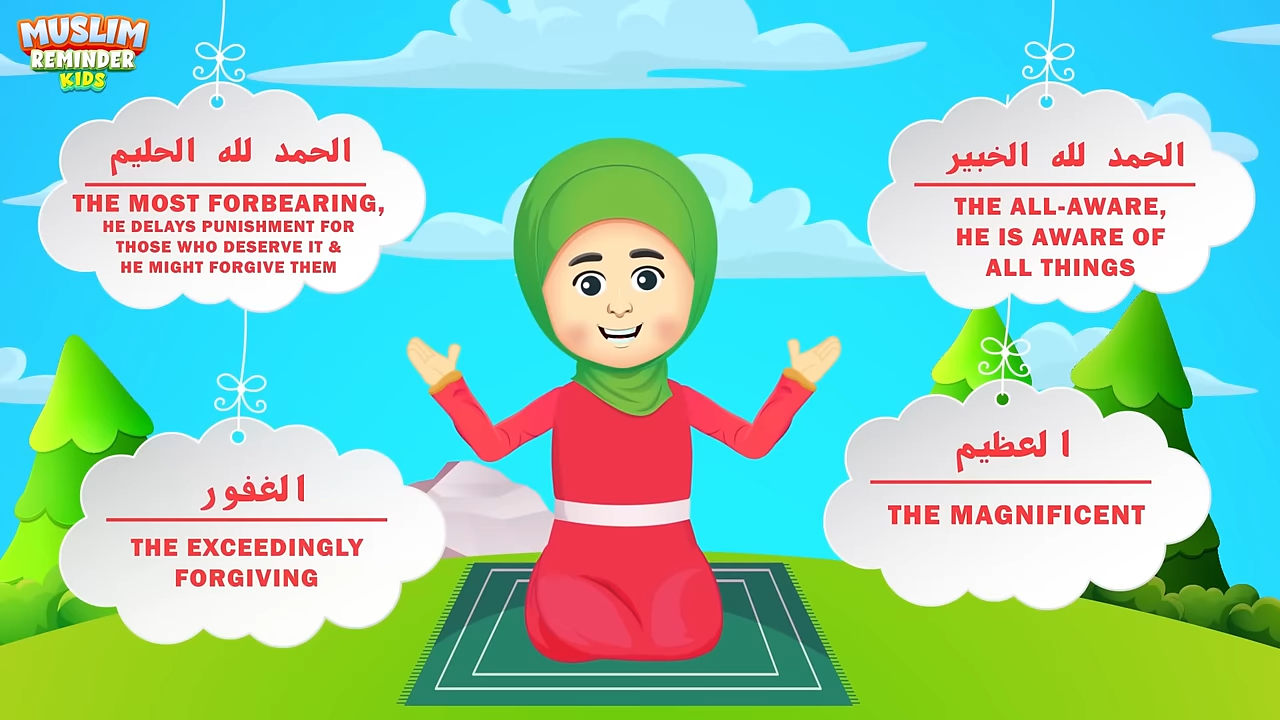 MUSLIM
REMINDER
KIDS
الحمد لله الحليم
THE MOST FORBEARING,
HE DELAYS PUNISHMENT FOR
THOSE WHO DESERVE IT &
HE MIGHT FORGIVE THEM
الحمد لله الخبير
THE ALL-AWARE,
HE IS AWARE OF
ALL THINGS
الغفور
THE EXCEEDINGLY
FORGIVING
العظيم
THE MAGNIFICENT